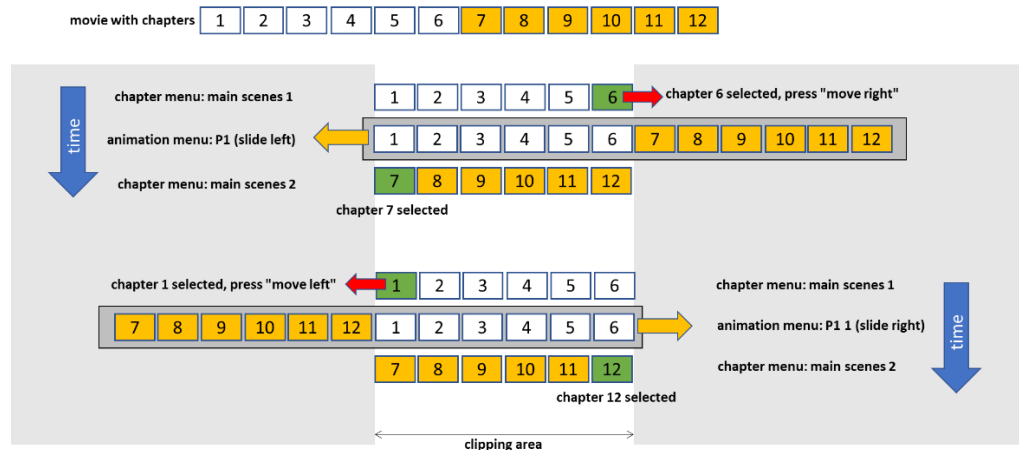 movie with chapters 1 2 3 4 5 6 7 8 9 10 11 12
time
chapter menu: main scenes 1 1 2 3 4 5 6 chapter 6 selected, press "move right"
animation menu: P1 (slide left) 1 2 3 4 5 6 7 8 9 10 11 12
chapter menu: main scenes 2 7 8 9 10 11 12
chapter 7 selected
chapter 1 selected, press "move left" 1 2 3 4 5 6 chapter menu: main scenes 1
7 8 9 10 11 12 1 2 3 4 5 6 animation menu: P1 1 (slide right)
time
7 8 9 10 11 12 chapter menu: main scenes 2
chapter 12 selected
clipping area